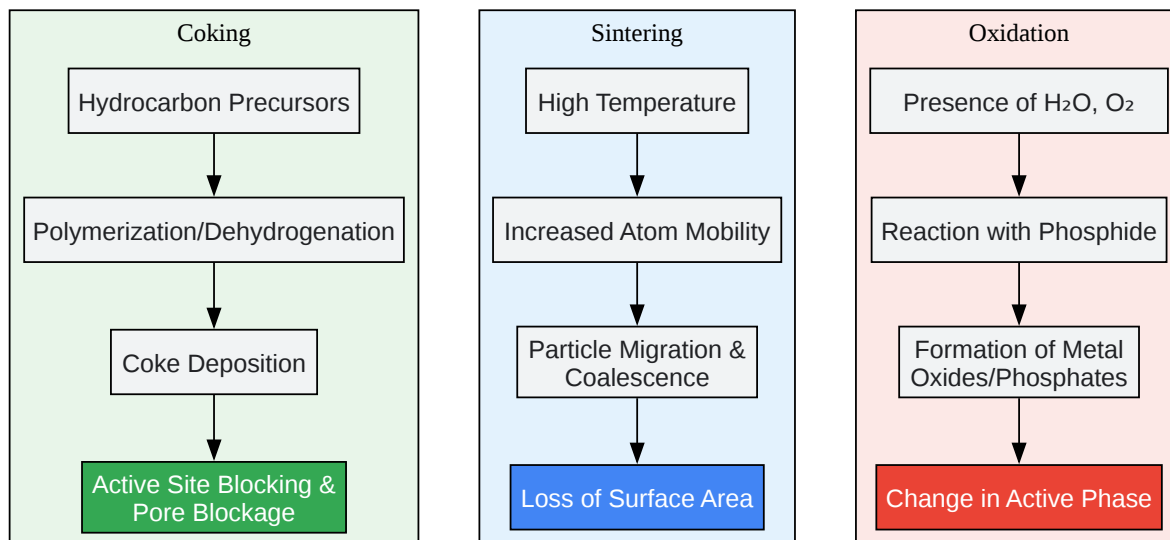 Coking
Hydrocarbon Precursors
Polymerization/Dehydrogenation
Coke Deposition
Active Site Blocking &
Pore Blockage
Sintering
High Temperature
Increased Atom Mobility
Particle Migration &
Coalescence
Loss of Surface Area
Oxidation
Presence of H₂O, O₂
Reaction with Phosphide
Formation of Metal
Oxides/Phosphates
Change in Active Phase